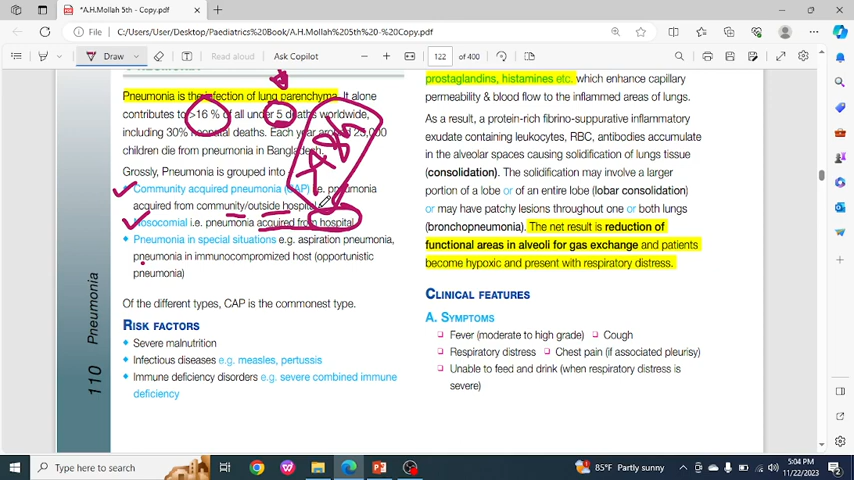 *A.H.Mollah 5th - Copy.pdf
File
C:/Users/User/Desktop/Paediatrics%20Book/A.H.Mollah%205th%20-%20Copy.pdf
Draw
Read aloud
Ask Copilot
122
of 400
Pneumonia is the infection of lung parenchyma. It alone
contributes to >16 % of all under 5 deaths worldwide,
including 30% neonatal deaths. Each year around 25,000
children die from pneumonia in Bangladesh.
Grossly, Pneumonia is grouped into
Community acquired pneumonia (CAP) i.e. pneumonia
acquired from community/outside hospital
Nosocomial i.e. pneumonia acquired from hospital
Pneumonia in special situations e.g. aspiration pneumonia,
pneumonia in immunocompromized host (opportunistic
pneumonia)
Of the different types, CAP is the commonest type.
RISK FACTORS
Severe malnutrition
Infectious diseases e.g. measles, pertussis
Immune deficiency disorders e.g. severe combined immune
deficiency
48h
110 Pneumonia
prostaglandins, histamines etc. which enhance capillary
permeability & blood flow to the inflammed areas of lungs.
As a result, a protein-rich fibrino-suppurative inflammatory
exudate containing leukocytes, RBC, antibodies accumulate
in the alveolar spaces causing solidification of lungs tissue
(consolidation). The solidification may involve a larger
portion of a lobe or of an entire lobe (lobar consolidation)
or may have patchy lesions throughout one or both lungs
(bronchopneumonia). The net result is reduction of
functional areas in alveoli for gas exchange and patients
become hypoxic and present with respiratory distress.
CLINICAL FEATURES
A. SYMPTOMS
Fever (moderate to high grade) Cough
Respiratory distress Chest pain (if associated pleurisy)
Unable to feed and drink (when respiratory distress is
severe)
Type here to search
85°F Partly sunny
5:04 PM
11/22/2023